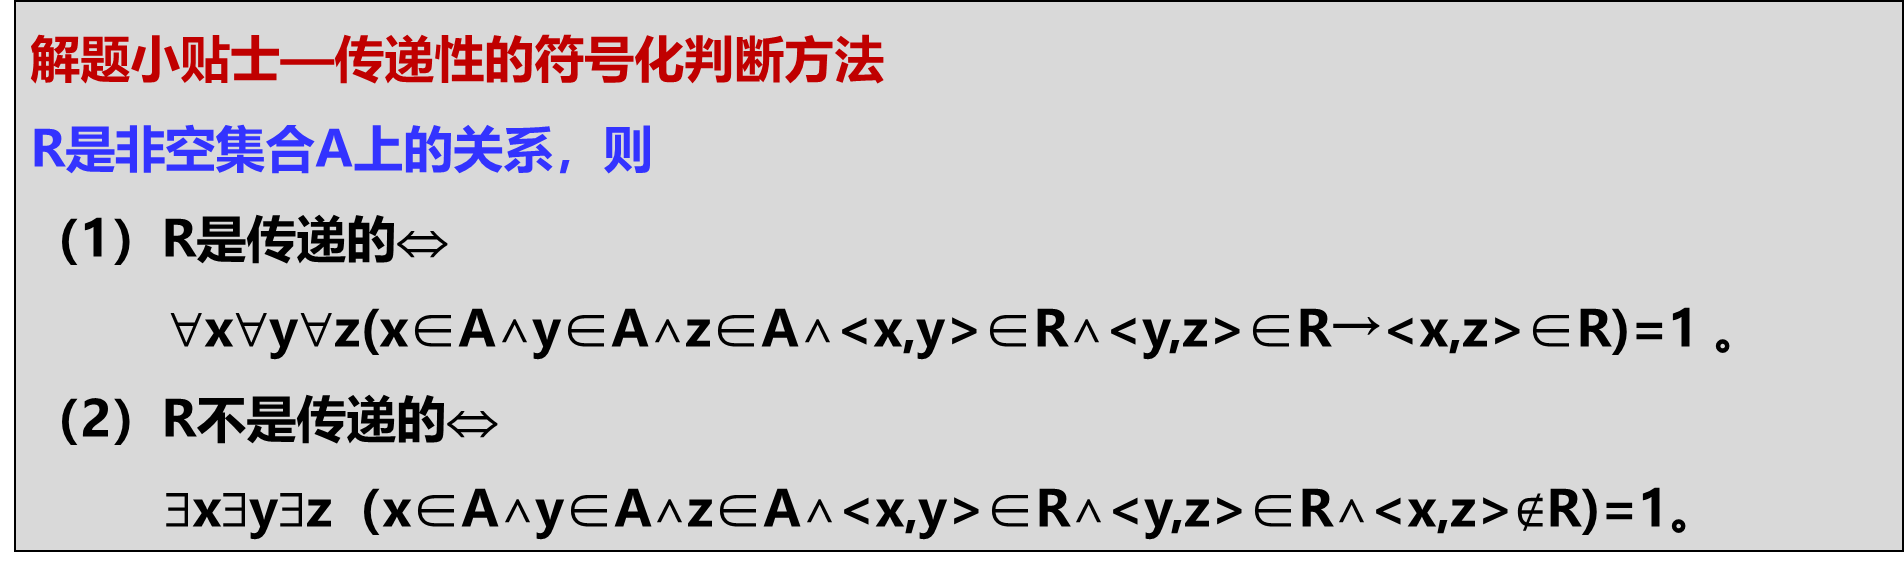 解题小贴士—传递性的符号化判断方法
R是非空集合A上的关系，则
（1）R是传递的⇔
∀x∀y∀z(x∈A∧y∈A∧z∈A∧<x,y>∈R∧<y,z>∈R→<x,z>∈R)=1 。
（2）R不是传递的⇔
∃x∃y∃z（x∈A∧y∈A∧z∈A∧<x,y>∈R∧<y,z>∈R∧<x,z>∉R)=1。